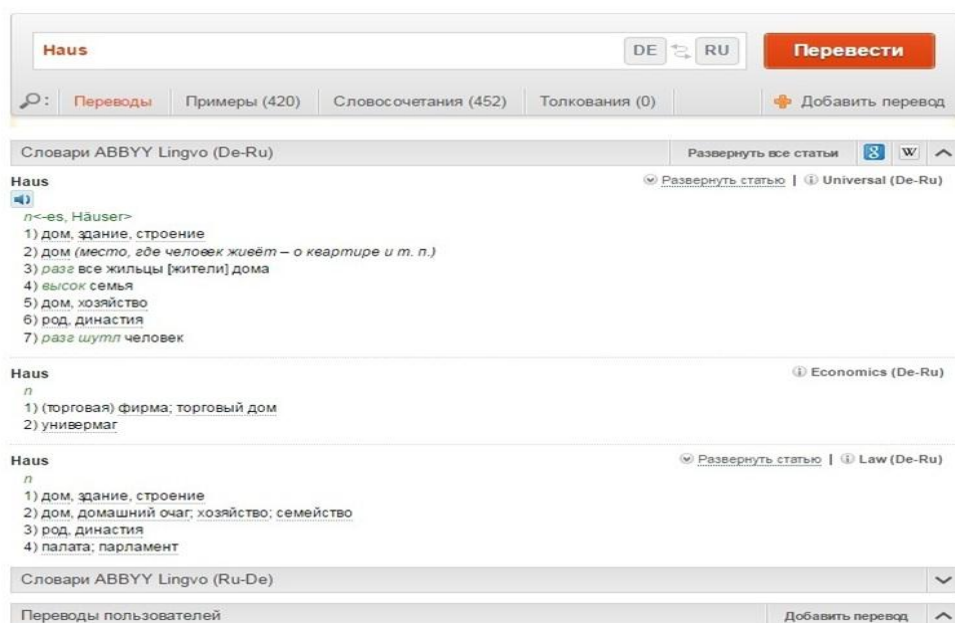 Haus DE RU Перевести
Переводы Примеры (420) Словосочетания (452) Толкования (0) Добавить перевод
Словари ABBYY Lingvo (De-Ru) Развернуть все статьи 8 W
Haus Развернуть статью | Universal (De-Ru)
n<-es, Häuser>
1) дом, здание, строение
2) дом (место, где человек живёт – о квартире и т. п.)
3) разг все жильцы [жители] дома
4) высок семья
5) дом, хозяйство
6) род, династия
7) разг шутл человек
Haus Economics (De-Ru)
n
1) (торговая) фирма; торговый дом
2) универмаг
Haus Развернуть статью | Law (De-Ru)
n
1) дом, здание, строение
2) дом, домашний очаг; хозяйство; семейство
3) род, династия
4) палата; парламент
Словари ABBYY Lingvo (Ru-De)
Переводы пользователей Добавить перевод